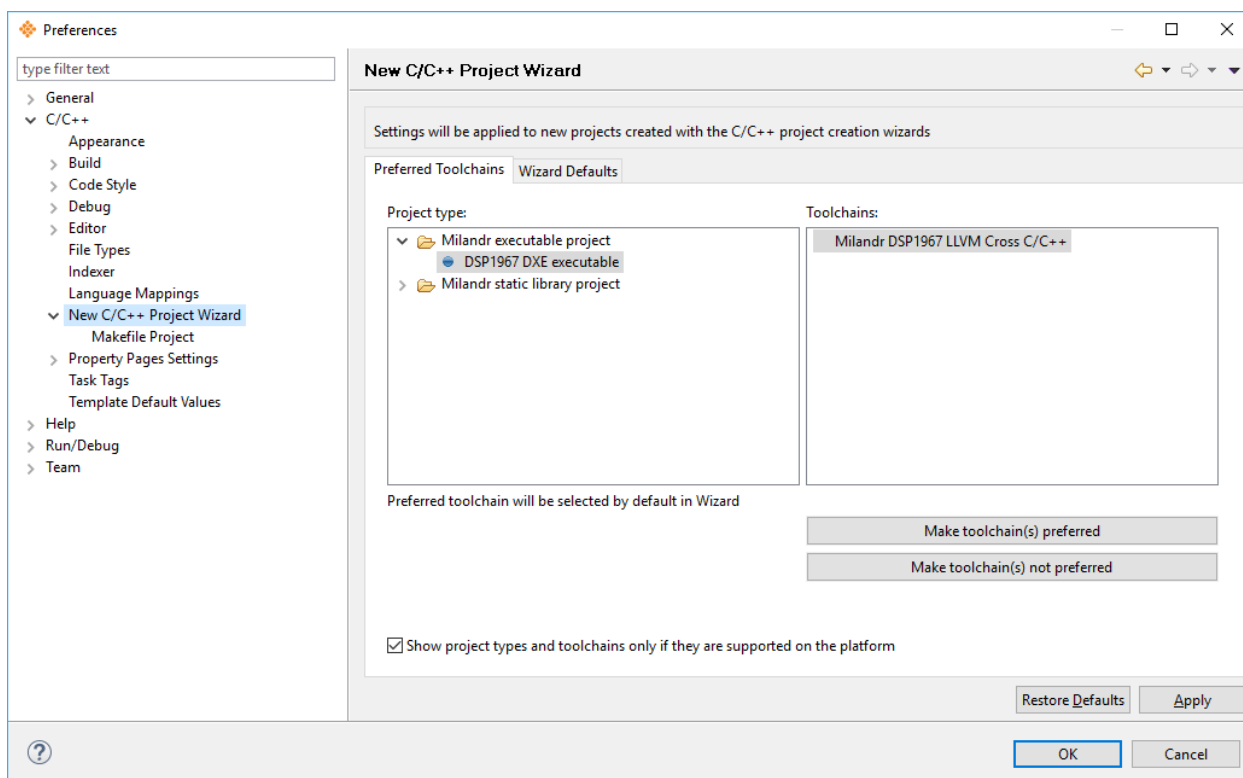 Preferences
type filter text
General
C/C++
Appearance
Build
Code Style
Debug
Editor
File Types
Indexer
Language Mappings
New C/C++ Project Wizard
Makefile Project
Property Pages Settings
Task Tags
Template Default Values
Help
Run/Debug
Team
New C/C++ Project Wizard
Settings will be applied to new projects created with the C/C++ project creation wizards
Preferred Toolchains Wizard Defaults
Project type:
Milandr executable project
DSP1967 DXE executable
Milandr static library project
Toolchains:
Milandr DSP1967 LLVM Cross C/C++
Preferred toolchain will be selected by default in Wizard
Make toolchain(s) preferred
Make toolchain(s) not preferred
Show project types and toolchains only if they are supported on the platform
Restore Defaults Apply
?
OK Cancel